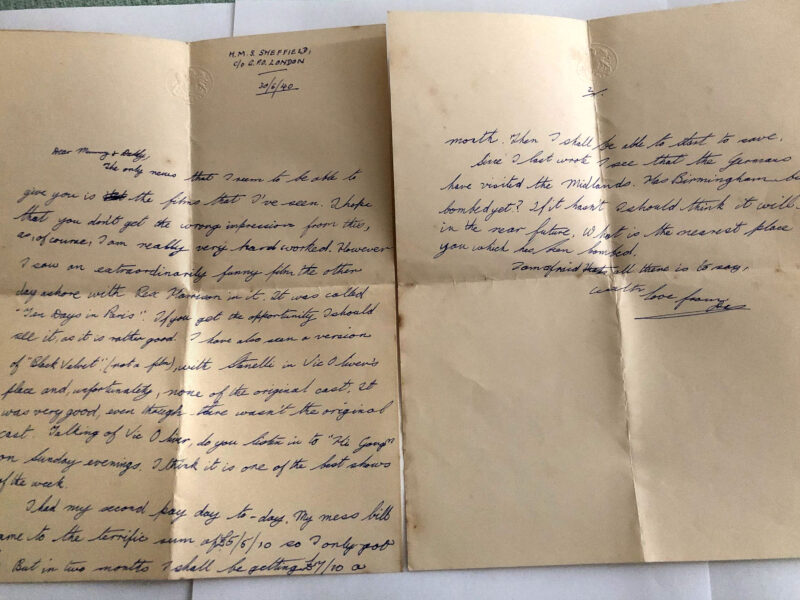 H.M.S. SHEFFIELD,
C/O G.P.O. LONDON
30/6/40
Dear Mummy & Daddy,
The only news that I seem to be able to
give you is the films that I've seen. I hope
that you don't get the wrong impression from this,
as, of course, I am really very hard worked. However
I saw an extraordinarily funny film the other
day ashore with Rex Harrison in it. It was called
"Ten Days in Paris". If you get the opportunity I should
see it, as it is rather good. I have also seen a version
of "Black Velvet" (not a film), with Stanelli in Vic Oliver's
place and, unfortunately, none of the original cast. It
was very good, even though there wasn't the original
cast. Talking of Vic Oliver, do you listen in to "Hi Gang"
on Sunday evenings. I think it is one of the best shows
of the week.
I had my second pay day to-day. My mess bill
ame to the terrific sum of £5/5/10 so I only got
But in two months I shall be getting £7/10 a
2/.
month. Then I shall be able to start to save.
Since I last wrote I see that the Germans
have visited the Midlands. Has Birmingham be
bombed yet? If it hasn't I should think it will
in the near future. What is the nearest place
you which has been bombed.
I am afraid that's all there is to say,
with love from